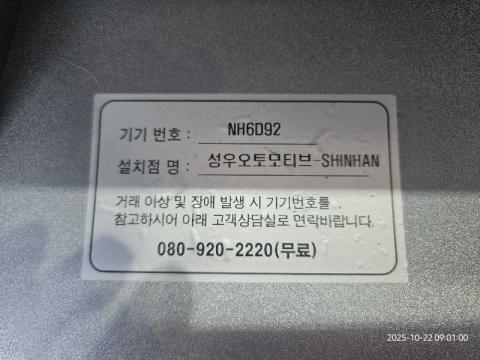 기기 번호 : NH6D92
설치점 명 : 성우오토모티브-SHINHAN
거래 이상 및 장애 발생 시 기기번호를
참고하시어 아래 고객상담실로 연락바랍니다.
080-920-2220(무료)
2025-10-22 09:01:00